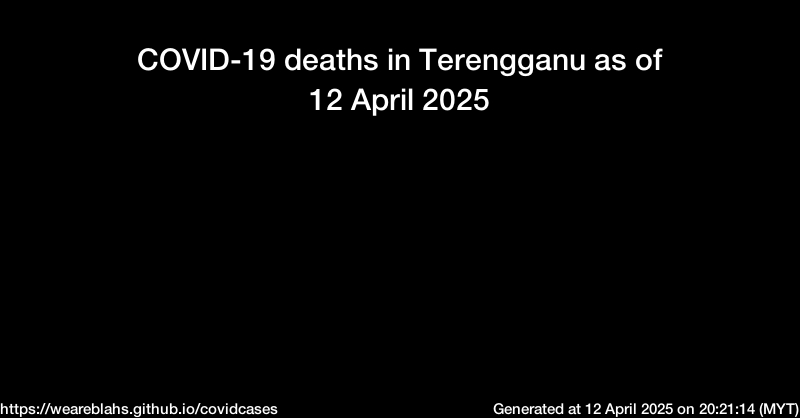 COVID-19 deaths in Terengganu as of
12 April 2025
https://weareblahs.github.io/covidcases
Generated at 12 April 2025 on 20:21:14 (MYT)